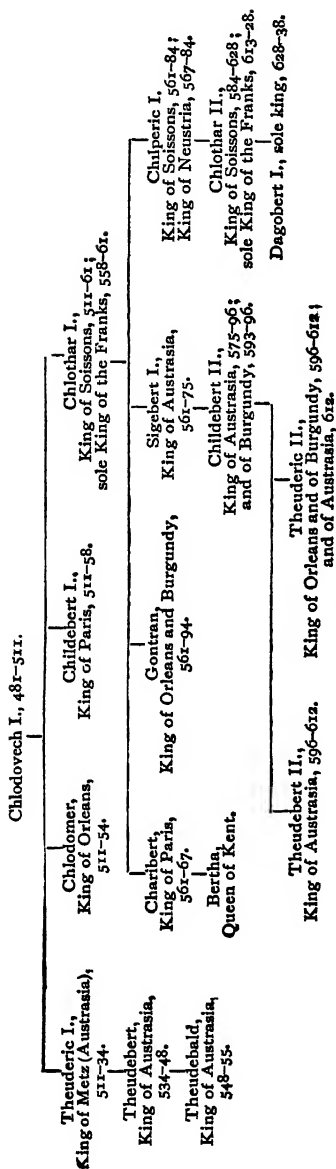 Chlodovech I., 481–511.
Theuderic I.,
King of Metz (Austrasia),
511–34.
Chlodomer,
King of Orleans,
511–54.
Childebert I.,
King of Paris, 511–58.
Chlothar I.,
King of Soissons, 511–61;
sole King of the Franks, 558–61.
Theudebert,
King of Austrasia,
534–48.
Theudebald,
King of Austrasia,
548–55.
Charibert,
King of Paris,
561–67.
Bertha,
Queen of Kent.
Gontran,
King of Orleans and Burgundy,
561–94.
Sigebert I.,
King of Austrasia,
561–75.
Chilperic I.
King of Soissons, 561–84;
King of Neustria,
567–84.
Childebert II.,
King of Austrasia, 575–96;
and of Burgundy, 593–96.
Chlothar II.,
King of Soissons, 584–628;
sole King of the Franks, 613–28.
Dagobert I., sole king, 628–38.
Theudebert II.,
King of Austrasia, 596–612.
Theuderic II.,
King of Orleans and of Burgundy, 596–612;
and of Austrasia, 612.